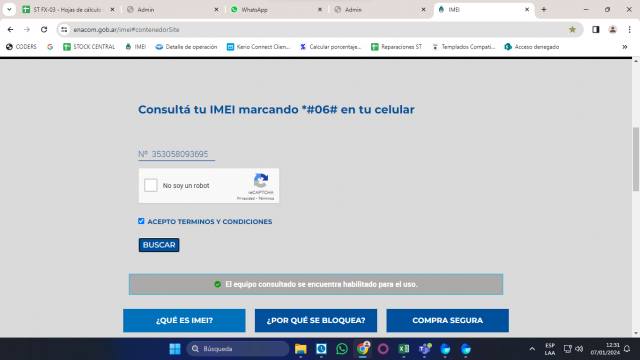 ST FX-03 - Hojas de cálculo
Admin
WhatsApp
Admin
IMEI
enacom.gob.ar/imei#contenedorSite
CODERS
STOCK CENTRAL
IMEI
Detalle de operación
Kerio Connect Clien...
Calcular porcentaje...
Reparaciones ST
Templados Compati...
Acceso denegado
Consultá tu IMEI marcando *#06# en tu celular
Nº 353058093695
No soy un robot
reCAPTCHA
Privacidad - Términos
ACEPTO TERMINOS Y CONDICIONES
BUSCAR
El equipo consultado se encuentra habilitado para el uso.
¿QUÉ ES IMEI?
¿POR QUÉ SE BLOQUEA?
COMPRA SEGURA
Búsqueda
ESP
LAA
12:31
07/01/2024